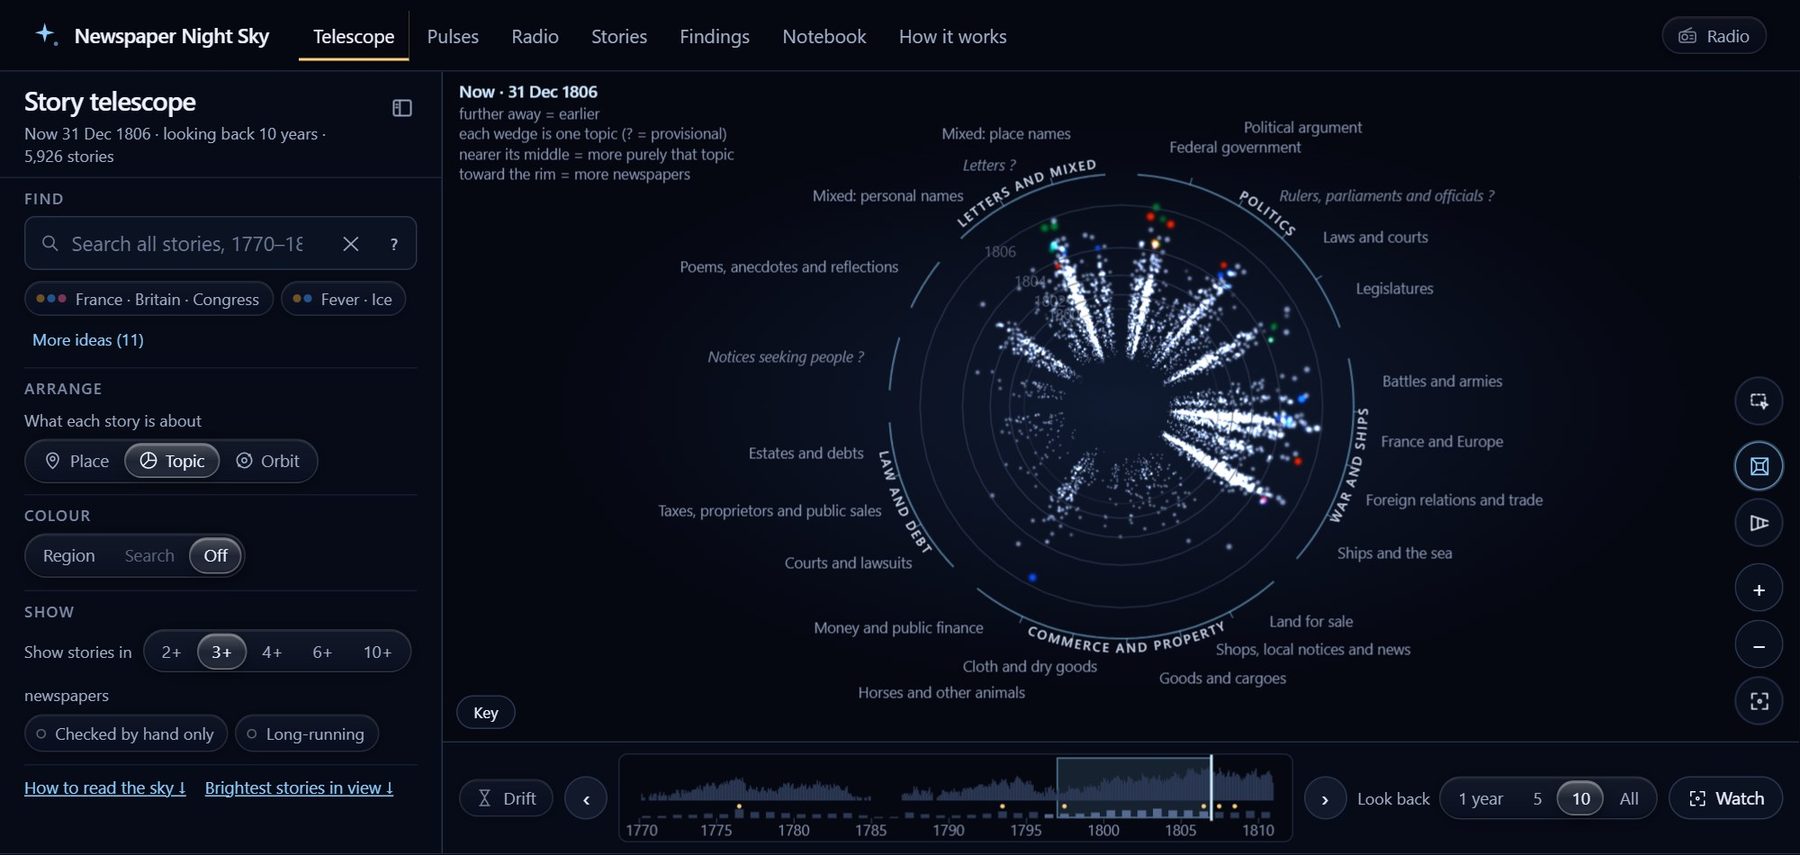 Newspaper Night Sky
Telescope
Pulses
Radio
Stories
Findings
Notebook
How it works
Radio
Story telescope
Now 31 Dec 1806 · looking back 10 years ·
5,926 stories
FIND
Search all stories, 1770–18
?
France · Britain · Congress
Fever · Ice
More ideas (11)
ARRANGE
What each story is about
Place
Topic
Orbit
COLOUR
Region
Search
Off
SHOW
Show stories in
2+
3+
4+
6+
10+
newspapers
Checked by hand only
Long-running
How to read the sky ↓
Brightest stories in view ↓
Now · 31 Dec 1806
further away = earlier
each wedge is one topic (? = provisional)
nearer its middle = more purely that topic
toward the rim = more newspapers
Mixed: place names
Political argument
Federal government
Letters ?
LETTERS AND MIXED
POLITICS
Mixed: personal names
Rulers, parliaments and officials ?
Laws and courts
1806
Poems, anecdotes and reflections
1804
Legislatures
1802
Notices seeking people ?
Battles and armies
WAR AND SHIPS
France and Europe
Estates and debts
LAW AND DEBT
Foreign relations and trade
Taxes, proprietors and public sales
Ships and the sea
Courts and lawsuits
Land for sale
Money and public finance
COMMERCE AND PROPERTY
Shops, local notices and news
Cloth and dry goods
Goods and cargoes
Horses and other animals
Key
Drift
1770
1775
1780
1785
1790
1795
1800
1805
1810
Look back
1 year
5
10
All
Watch